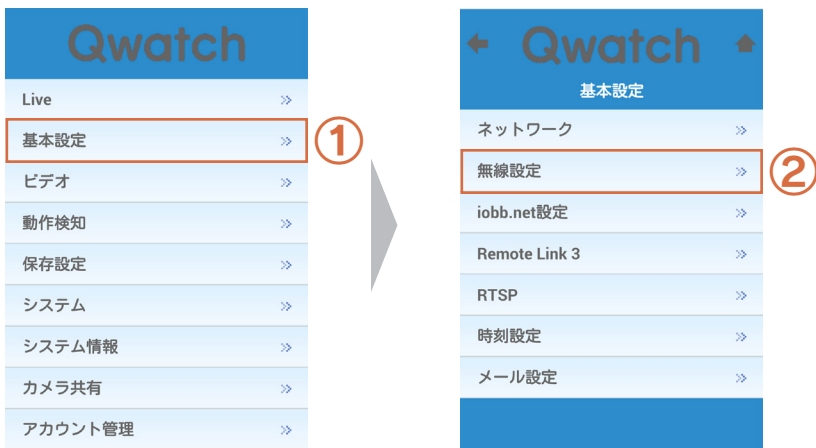 Qwatch
Live
基本設定
①
ビデオ
動作検知
保存設定
システム
システム情報
カメラ共有
アカウント管理
Qwatch
基本設定
ネットワーク
無線設定
②
iobb.net設定
Remote Link 3
RTSP
時刻設定
メール設定